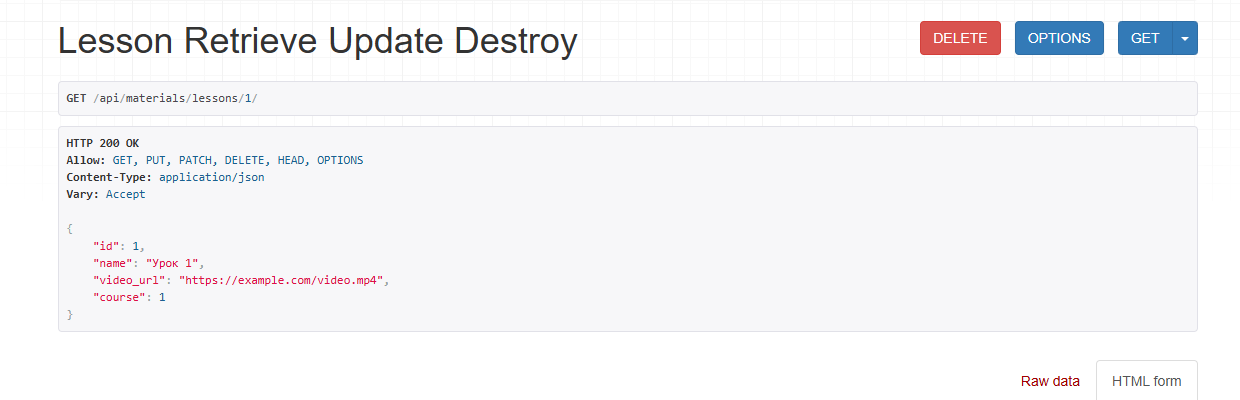 Lesson Retrieve Update Destroy
DELETE
OPTIONS
GET
GET /api/materials/lessons/1/
HTTP 200 OK
Allow: GET, PUT, PATCH, DELETE, HEAD, OPTIONS
Content-Type: application/json
Vary: Accept
{
    "id": 1,
    "name": "Урок 1",
    "video_url": "https://example.com/video.mp4",
    "course": 1
}
Raw data
HTML form